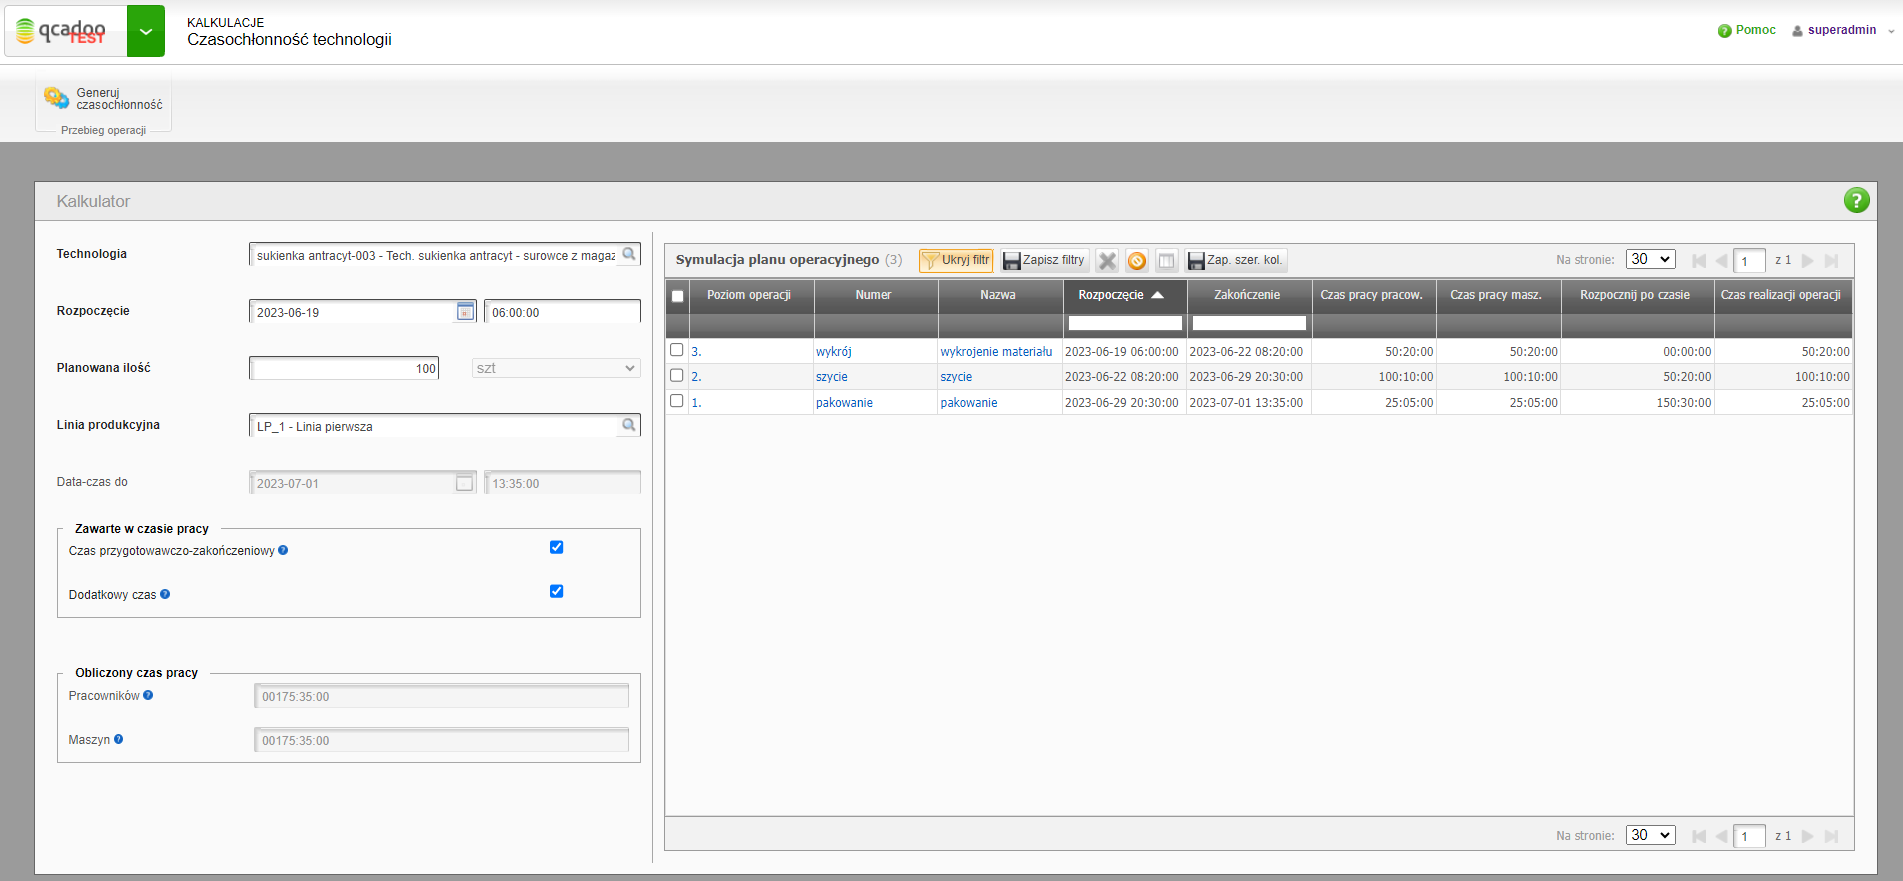 qcadoo
TEST
KALKULACJE
Czasochłonność technologii
Pomoc
superadmin
Generuj
czasochłonność
Przebieg operacji
Kalkulator
Technologia
sukienka antracyt-003 - Tech. sukienka antracyt - surowce z magaz
Rozpoczęcie
2023-06-19
06:00:00
Planowana ilość
100
szt
Linia produkcyjna
LP_1 - Linia pierwsza
Data-czas do
2023-07-01
13:35:00
Zawarte w czasie pracy
Czas przygotowawczo-zakończeniowy
Dodatkowy czas
Obliczony czas pracy
Pracowników
00175:35:00
Maszyn
00175:35:00
Symulacja planu operacyjnego (3)
Ukryj filtr
Zapisz filtry
Zap. szer. kol.
Na stronie: 30 1 z 1
Poziom operacji Numer Nazwa Rozpoczęcie Zakończenie Czas pracy pracow. Czas pracy masz. Rozpocznij po czasie Czas realizacji operacji
3. wykrój wykrojenie materiału 2023-06-19 06:00:00 2023-06-22 08:20:00 50:20:00 50:20:00 00:00:00 50:20:00
2. szycie szycie 2023-06-22 08:20:00 2023-06-29 20:30:00 100:10:00 100:10:00 50:20:00 100:10:00
1. pakowanie pakowanie 2023-06-29 20:30:00 2023-07-01 13:35:00 25:05:00 25:05:00 150:30:00 25:05:00
Na stronie: 30 1 z 1